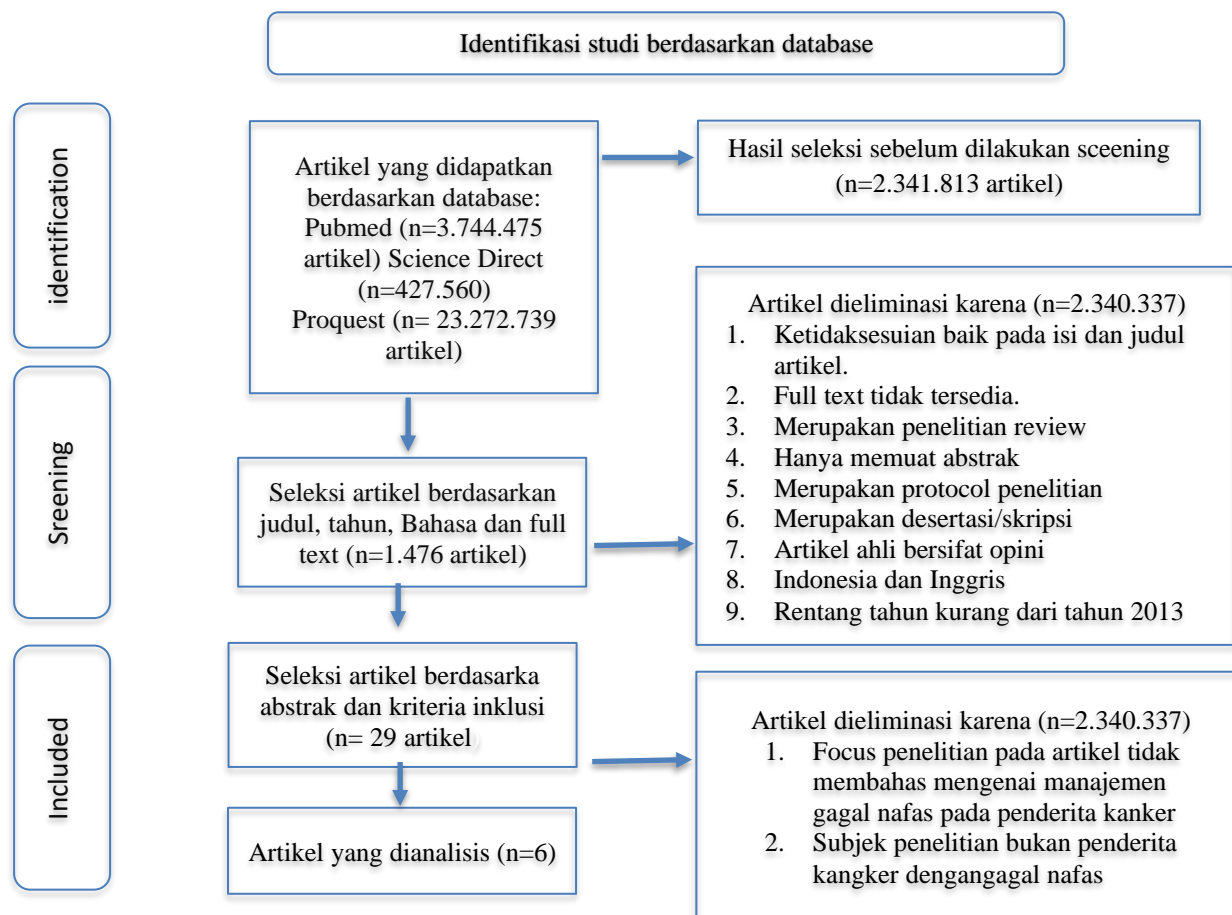 Identifikasi studi berdasarkan database
identification
Artikel yang didapatkan
berdasarkan database:
Pubmed (n=3.744.475
artikel) Science Direct
(n=427.560)
Proquest (n= 23.272.739
artikel)
Hasil seleksi sebelum dilakukan sceening
(n=2.341.813 artikel)
Sreening
Seleksi artikel berdasarkan
judul, tahun, Bahasa dan full
text (n=1.476 artikel)
Artikel dieliminasi karena (n=2.340.337)
1. Ketidaksesuian baik pada isi dan judul
artikel.
2. Full text tidak tersedia.
3. Merupakan penelitian review
4. Hanya memuat abstrak
5. Merupakan protocol penelitian
6. Merupakan desertasi/skripsi
7. Artikel ahli bersifat opini
8. Indonesia dan Inggris
9. Rentang tahun kurang dari tahun 2013
Included
Seleksi artikel berdasarka
abstrak dan kriteria inklusi
(n= 29 artikel)
Artikel dieliminasi karena (n=2.340.337)
1. Focus penelitian pada artikel tidak
membahas mengenai manajemen
gagal nafas pada penderita kanker
2. Subjek penelitian bukan penderita
kangker dengangagal nafas
Artikel yang dianalisis (n=6)